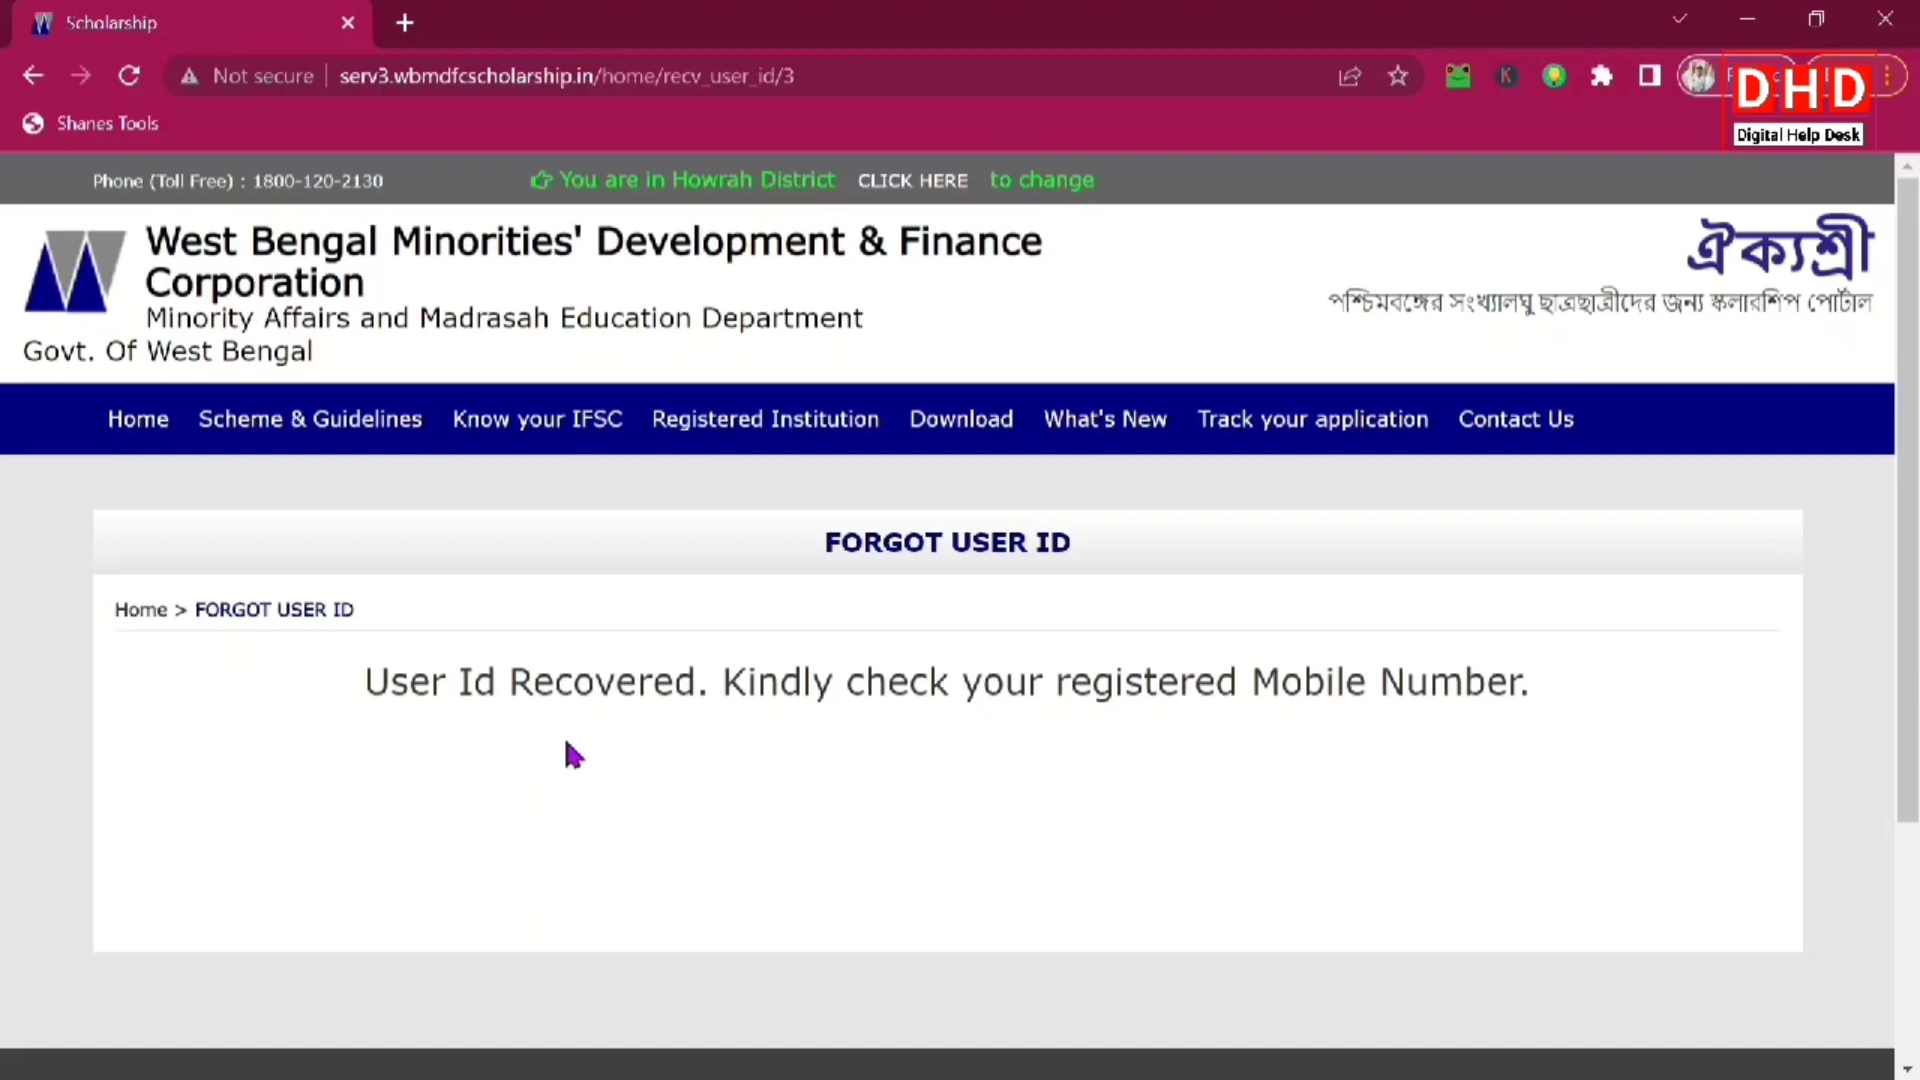 Scholarship
Not secure
serv3.wbmdfcscholarship.in/home/recv_user_id/3
K
DHD
Digital Help Desk
Shanes Tools
Phone (Toll Free) : 1800-120-2130
You are in Howrah District CLICK HERE to change
West Bengal Minorities' Development & Finance
Corporation
Minority Affairs and Madrasah Education Department
Govt. Of West Bengal
ঐক্যশ্রী
পশ্চিমবঙ্গের সংখ্যালঘু ছাত্রছাত্রীদের জন্য স্কলারশিপ পোর্টাল
Home Scheme & Guidelines Know your IFSC Registered Institution Download What's New Track your application Contact Us
FORGOT USER ID
Home > FORGOT USER ID
User Id Recovered. Kindly check your registered Mobile Number.